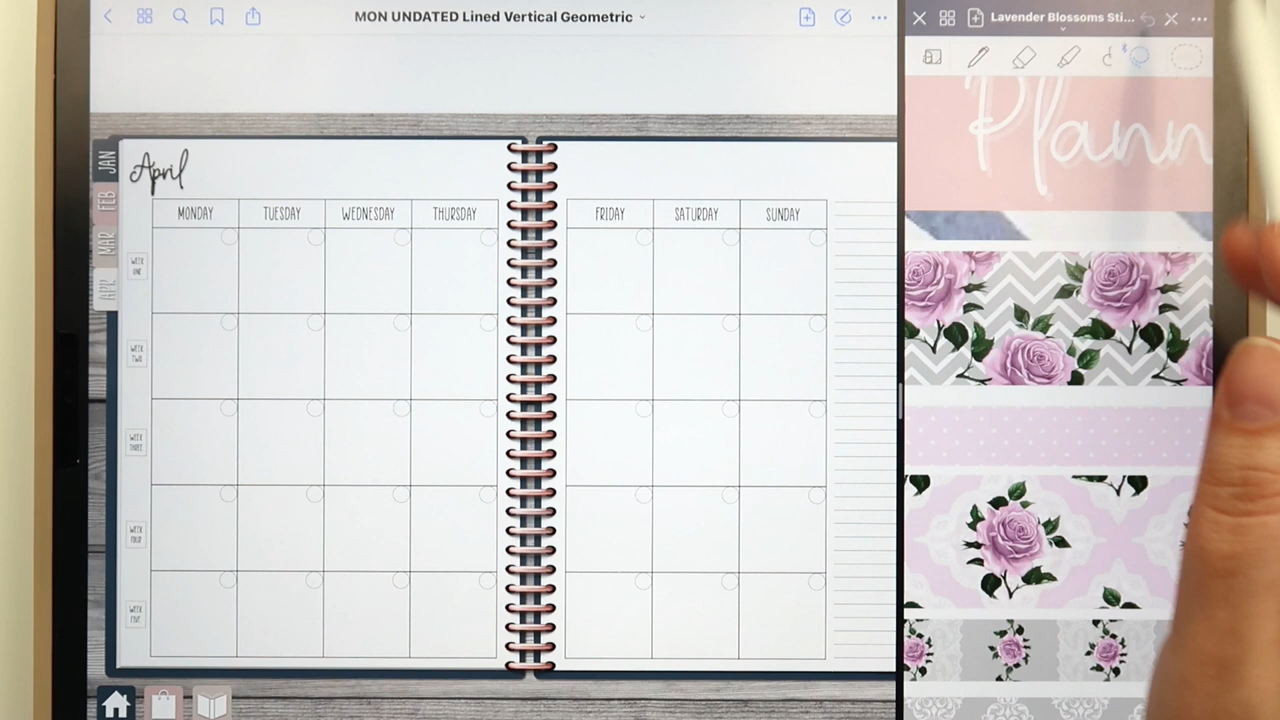 MON UNDATED Lined Vertical Geometric
Lavender Blossoms Sti...
Plann
April
JAN
FEB
MAR
APR
MONDAY TUESDAY WEDNESDAY THURSDAY FRIDAY SATURDAY SUNDAY
WEEK
ONE
WEEK
TWO
WEEK
THREE
WEEK
FOUR
WEEK
FIVE